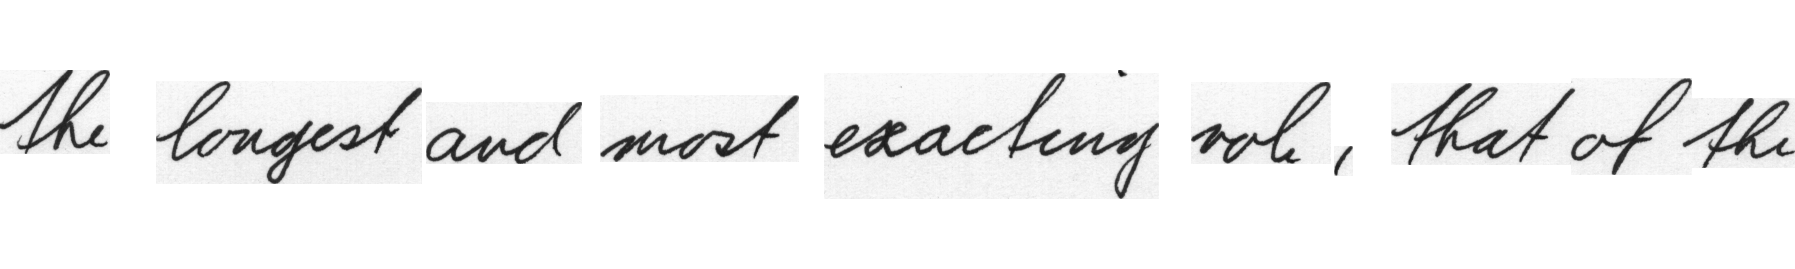 the longest and most exacting role, that of the